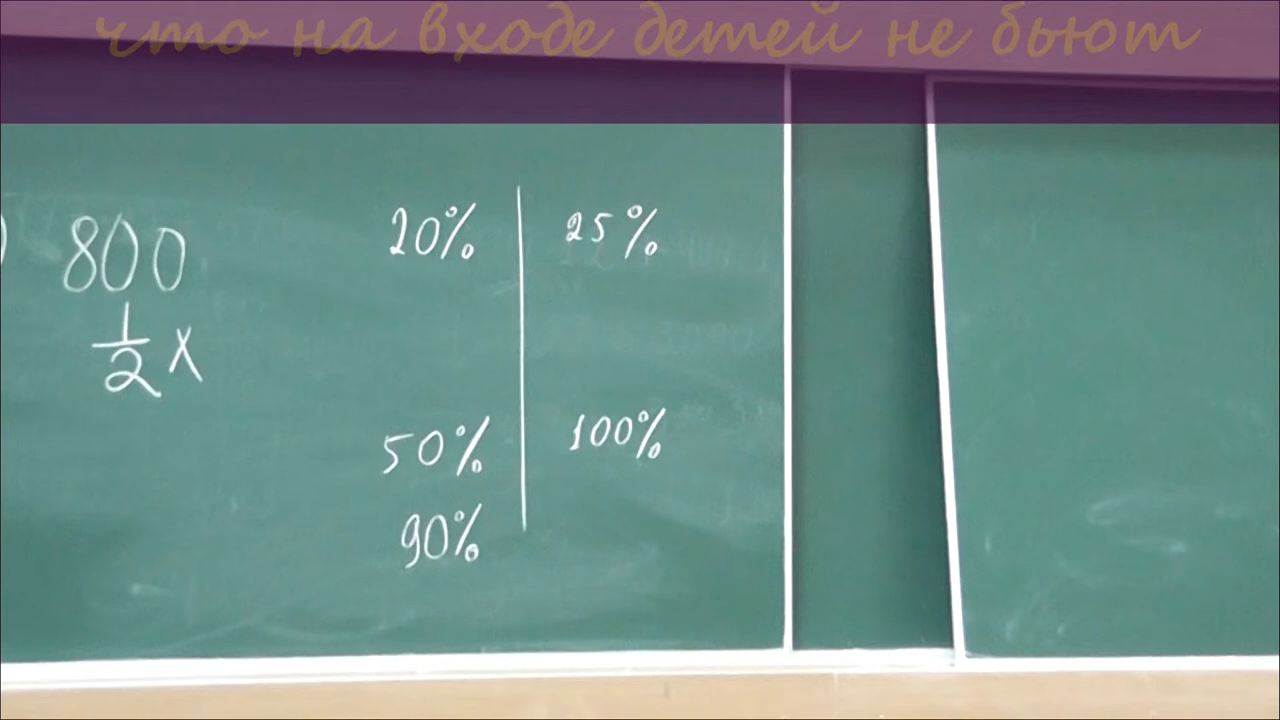 что на входе детей не бьют
800
1/2 x
20% | 25%
50% | 100%
90%